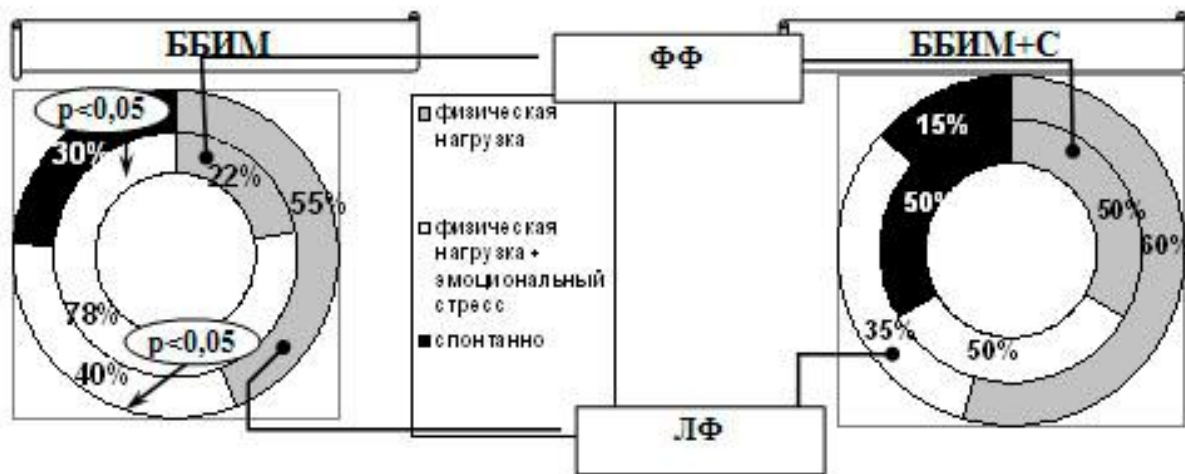 ББИМ
ФФ
ББИМ+С
p<0,05
30%
22%
55%
78%
p<0,05
40%
физическая
нагрузка
физическая
нагрузка +
эмоциональный
стресс
спонтанно
15%
50%
50%
60%
35%
50%
ЛФ